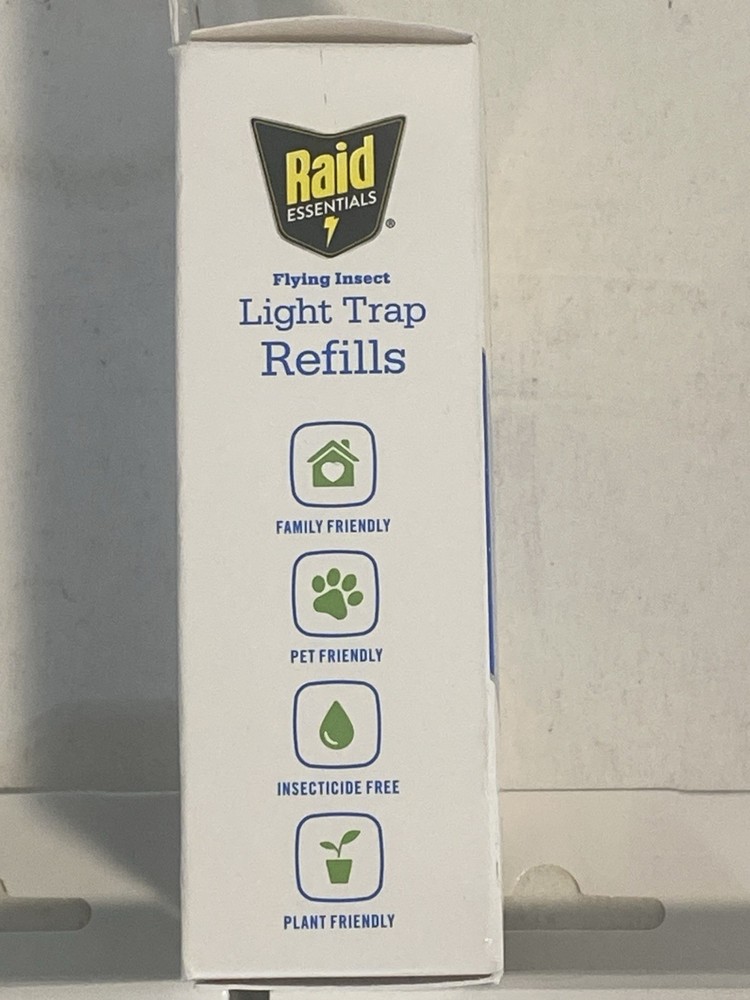 Raid
ESSENTIALS
®
Flying Insect
Light Trap
Refills
FAMILY FRIENDLY
PET FRIENDLY
INSECTICIDE FREE
PLANT FRIENDLY